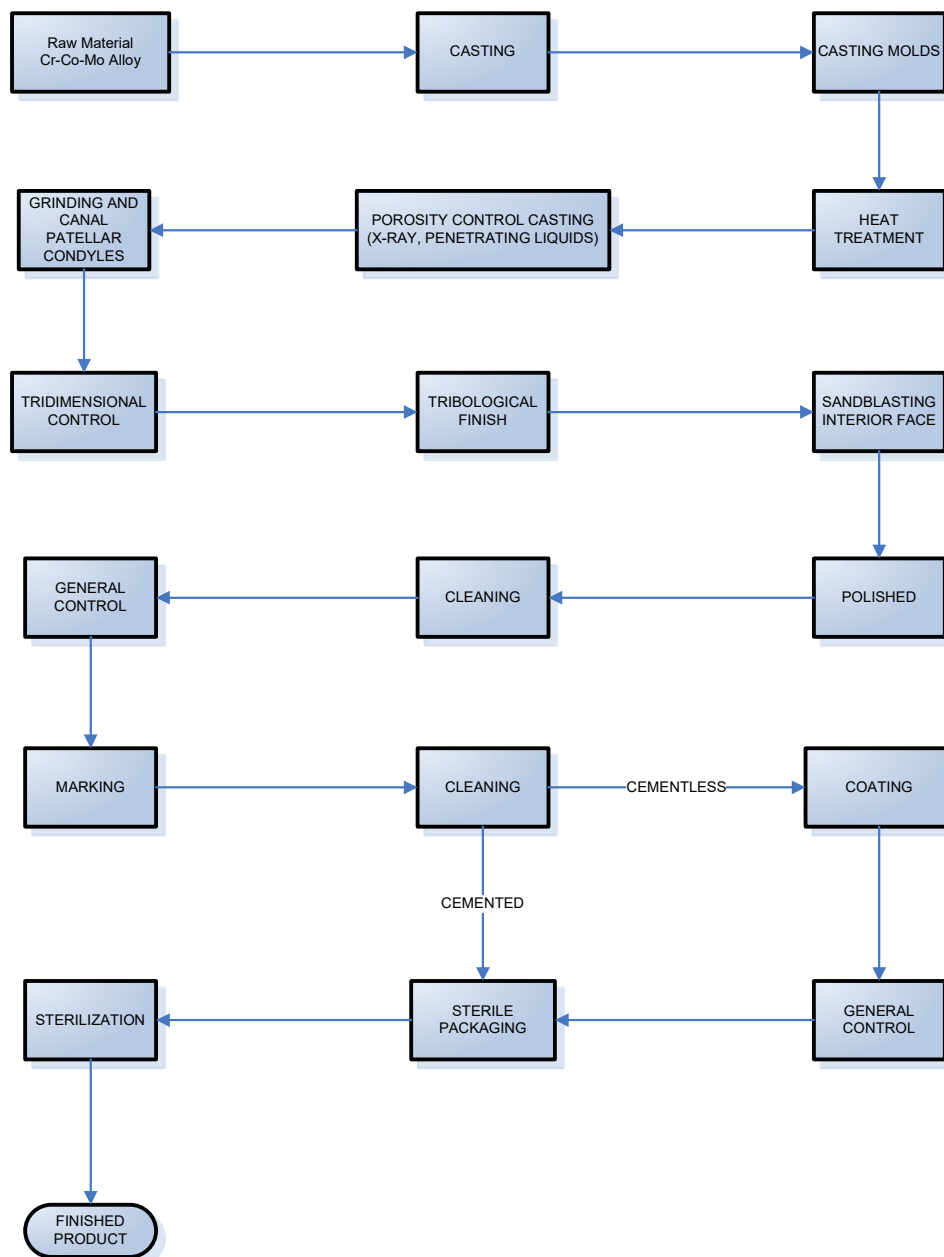 Raw Material
Cr-Co-Mo Alloy
CASTING
CASTING MOLDS
GRINDING AND
CANAL
PATELLAR
CONDYLES
POROSITY CONTROL CASTING
(X-RAY, PENETRATING LIQUIDS)
HEAT
TREATMENT
TRIDIMENSIONAL
CONTROL
TRIBOLOGICAL
FINISH
SANDBLASTING
INTERIOR FACE
GENERAL
CONTROL
CLEANING
POLISHED
MARKING
CLEANING
CEMENTLESS
COATING
CEMENTED
STERILIZATION
STERILE
PACKAGING
GENERAL
CONTROL
FINISHED
PRODUCT